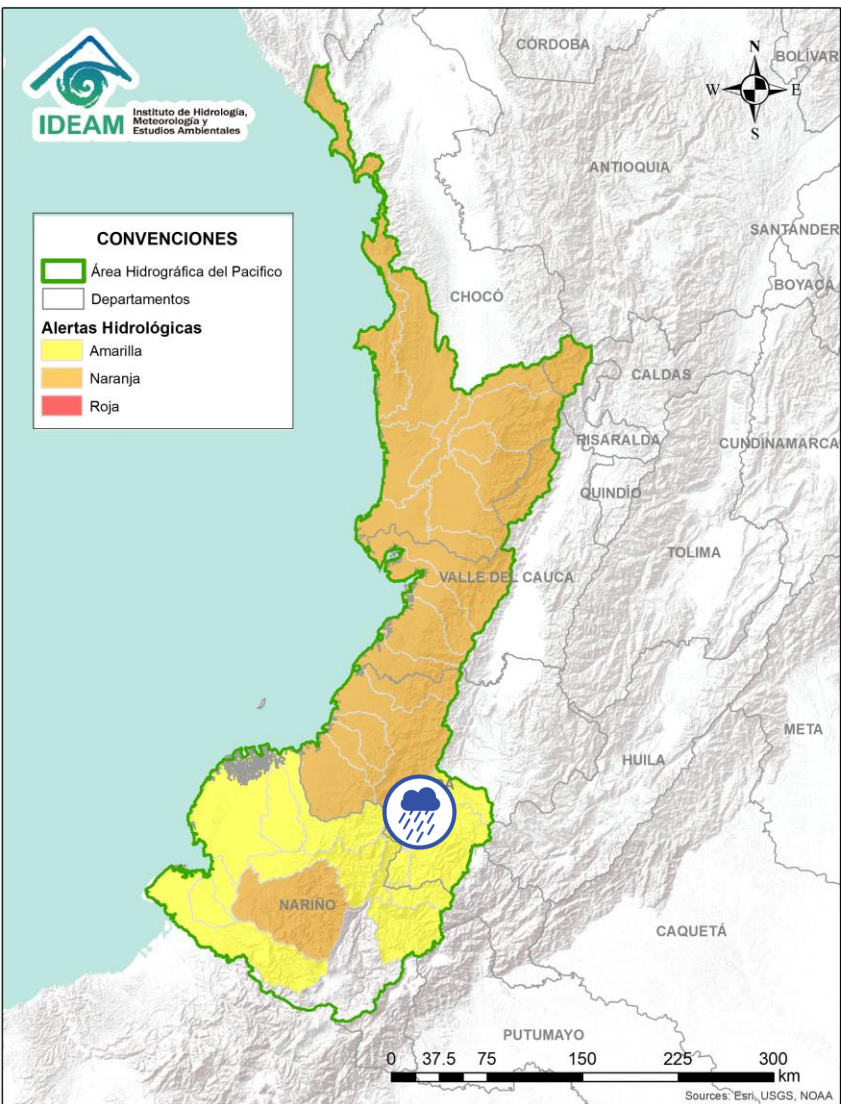 IDEAM
Instituto de Hidrología,
Meteorología y
Estudios Ambientales
CÓRDOBA
BOLÍVAR
N
W
E
S
ANTIOQUIA
SANTANDER
BOYACÁ
CONVENCIONES
Área Hidrográfica del Pacifico
Departamentos
Alertas Hidrológicas
Amarilla
Naranja
Roja
CHOCÓ
CALDAS
RISARALDA
CUNDINAMARCA
QUINDÍO
TOLIMA
VALLE DEL CAUCA
META
HUILA
NARIÑO
CAQUETÁ
PUTUMAYO
0 37.5 75 150 225 300
km
Sources: Esri, USGS, NOAA